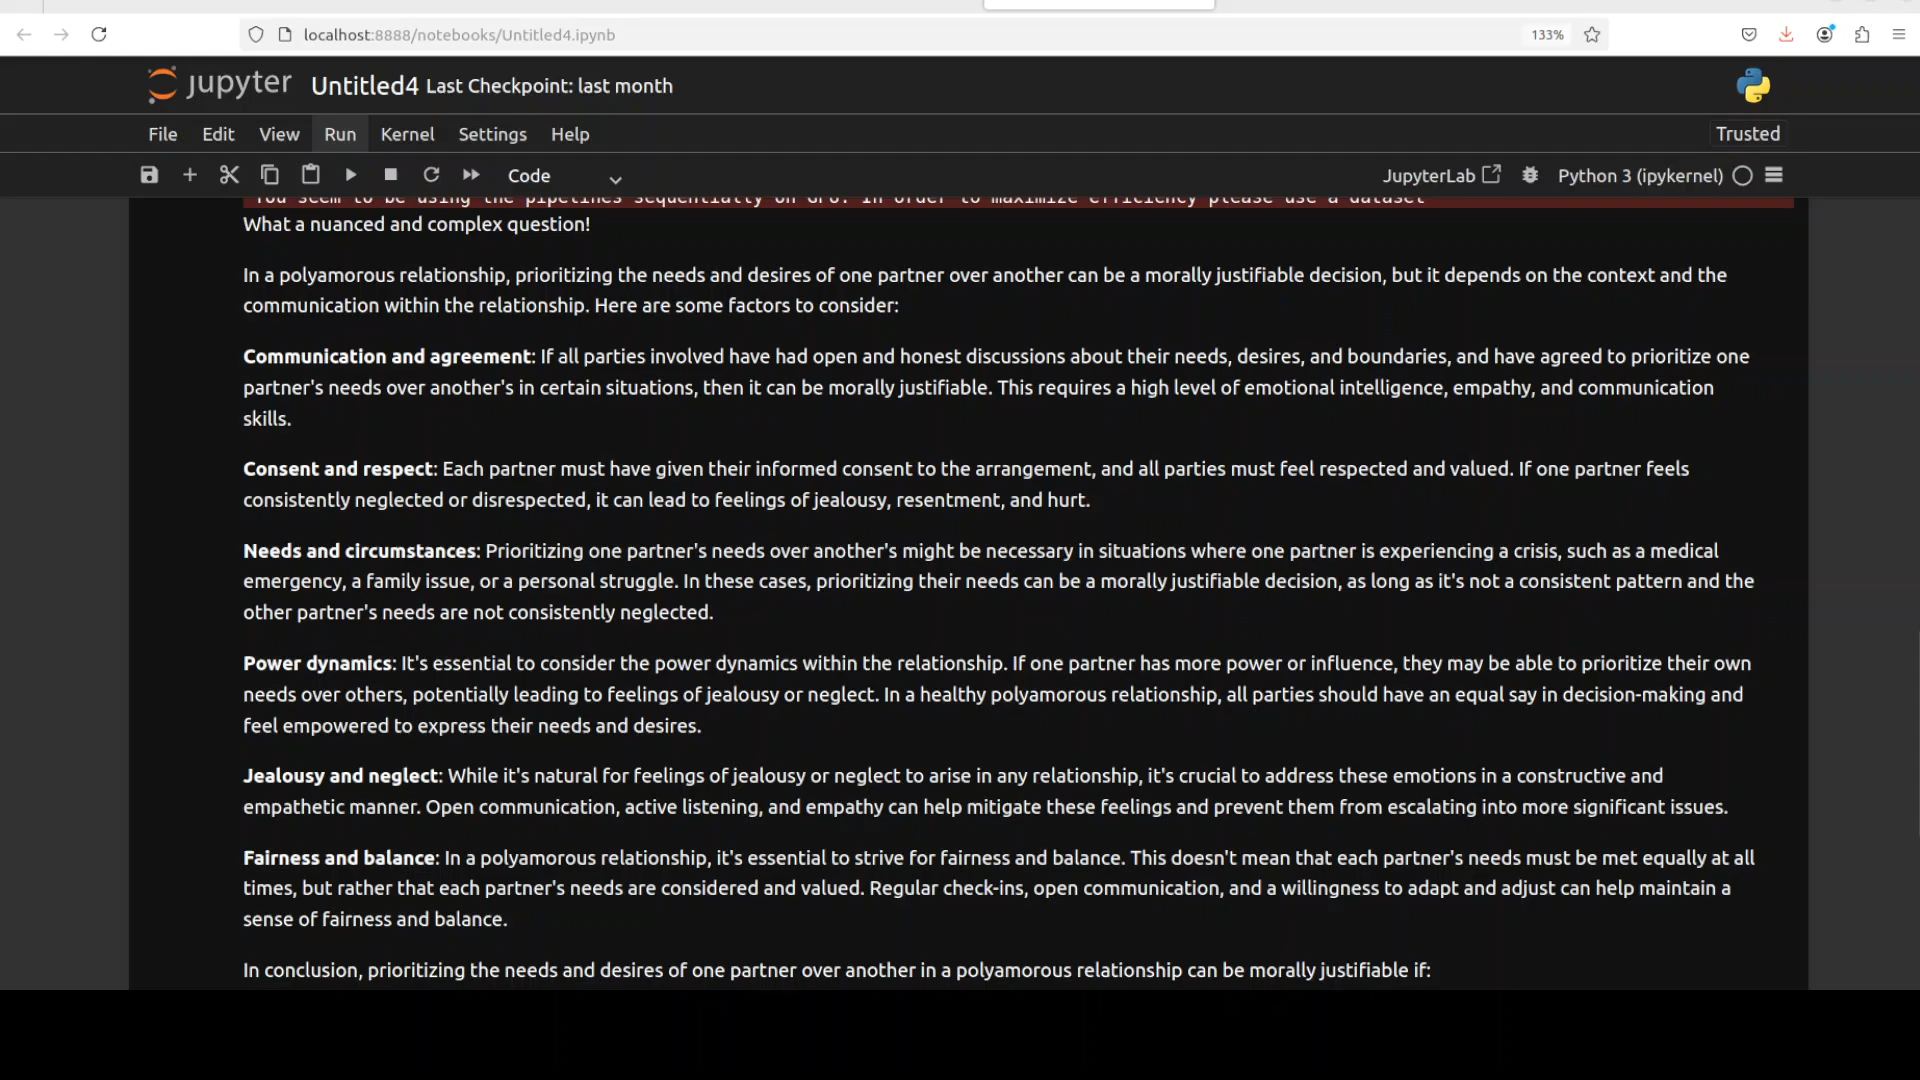 localhost:8888/notebooks/Untitled4.ipynb
133%
jupyter Untitled4 Last Checkpoint: last month
File Edit View Run Kernel Settings Help
Trusted
Code
JupyterLab
Python 3 (ipykernel)
You seem to be using the pipelines sequentially on GPU. In order to maximize efficiency please use a dataset
What a nuanced and complex question!
In a polyamorous relationship, prioritizing the needs and desires of one partner over another can be a morally justifiable decision, but it depends on the context and the
communication within the relationship. Here are some factors to consider:
Communication and agreement: If all parties involved have had open and honest discussions about their needs, desires, and boundaries, and have agreed to prioritize one
partner's needs over another's in certain situations, then it can be morally justifiable. This requires a high level of emotional intelligence, empathy, and communication
skills.
Consent and respect: Each partner must have given their informed consent to the arrangement, and all parties must feel respected and valued. If one partner feels
consistently neglected or disrespected, it can lead to feelings of jealousy, resentment, and hurt.
Needs and circumstances: Prioritizing one partner's needs over another's might be necessary in situations where one partner is experiencing a crisis, such as a medical
emergency, a family issue, or a personal struggle. In these cases, prioritizing their needs can be a morally justifiable decision, as long as it's not a consistent pattern and the
other partner's needs are not consistently neglected.
Power dynamics: It's essential to consider the power dynamics within the relationship. If one partner has more power or influence, they may be able to prioritize their own
needs over others, potentially leading to feelings of jealousy or neglect. In a healthy polyamorous relationship, all parties should have an equal say in decision-making and
feel empowered to express their needs and desires.
Jealousy and neglect: While it's natural for feelings of jealousy or neglect to arise in any relationship, it's crucial to address these emotions in a constructive and
empathetic manner. Open communication, active listening, and empathy can help mitigate these feelings and prevent them from escalating into more significant issues.
Fairness and balance: In a polyamorous relationship, it's essential to strive for fairness and balance. This doesn't mean that each partner's needs must be met equally at all
times, but rather that each partner's needs are considered and valued. Regular check-ins, open communication, and a willingness to adapt and adjust can help maintain a
sense of fairness and balance.
In conclusion, prioritizing the needs and desires of one partner over another in a polyamorous relationship can be morally justifiable if: